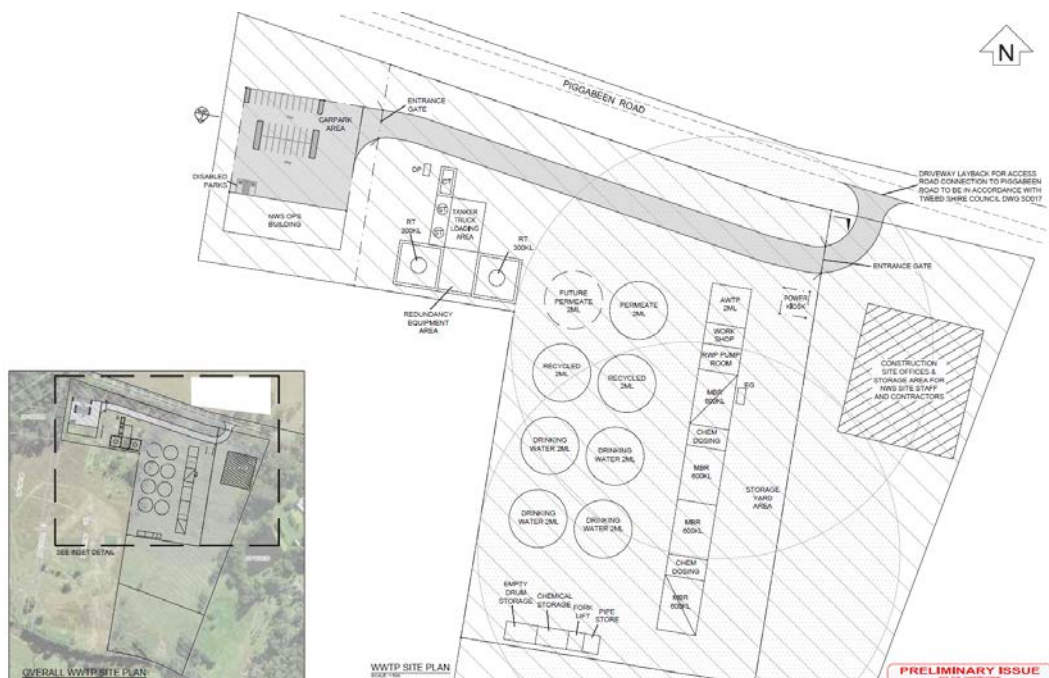 N
PIGGABEEN ROAD
ENTRANCE
GATE
CARPARK
AREA
DISABLED
PARKS
NWS OPS
BUILDING
DP
CT
ST
ST
TANKER
TRUCK
LOADING
AREA
RT
300KL
RT
300KL
REDUNDANCY
EQUIPMENT
AREA
DRIVEWAY LAYBACK FOR ACCESS
ROAD CONNECTION TO PIGGABEEN
ROAD TO BE IN ACCORDANCE WITH
TWEED SHIRE COUNCIL DWG SD017
ENTRANCE GATE
POWER
KIOSK
FUTURE
PERMEATE
2ML
PERMEATE
2ML
RECYCLED
2ML
RECYCLED
2ML
DRINKING
WATER 2ML
DRINKING
WATER 2ML
DRINKING
WATER 2ML
DRINKING
WATER 2ML
AWTP
2ML
WORK
SHOP
RWP PUMP
ROOM
MBR
600KL
EG
CHEM
DOSING
MBR
600KL
MBR
600KL
CHEM
DOSING
MBR
600KL
STORAGE
YARD
AREA
CONSTRUCTION
SITE OFFICES &
STORAGE AREA FOR
NWS SITE STAFF
AND CONTRACTORS
EMPTY
DRUM
STORAGE
CHEMICAL
STORAGE
FORK
LIFT
PIPE
STORE
SEE INSET DETAIL
OVERALL WWTP SITE PLAN
WWTP SITE PLAN
PRELIMINARY ISSUE